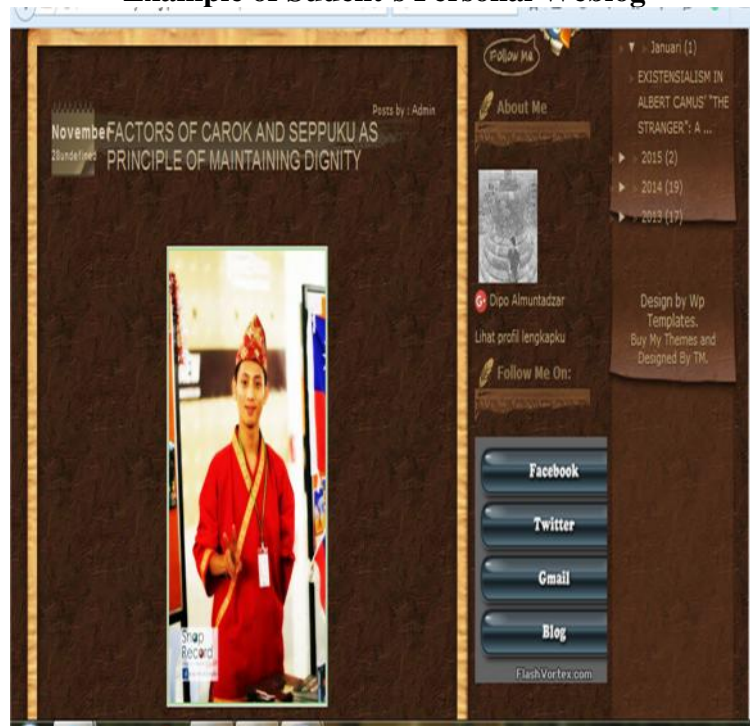 Example of Student's Personal Weblog
Posts by : Admin
November
28undefined
FACTORS OF CAROK AND SEPPUKU AS
PRINCIPLE OF MAINTAINING DIGNITY
Snap
Record
Follow Me
About Me
G+ Dipo Almuntadzar
Lihat profil lengkapku
Follow Me On:
Facebook
Twitter
Gmail
Blog
FlashVortex.com
▼ Januari (1)
EXISTENSIALISM IN
ALBERT CAMUS' "THE
STRANGER": A ...
► 2015 (2)
► 2014 (19)
► 2013 (17)
Design by Wp
Templates.
Buy My Themes and
Designed By TM.